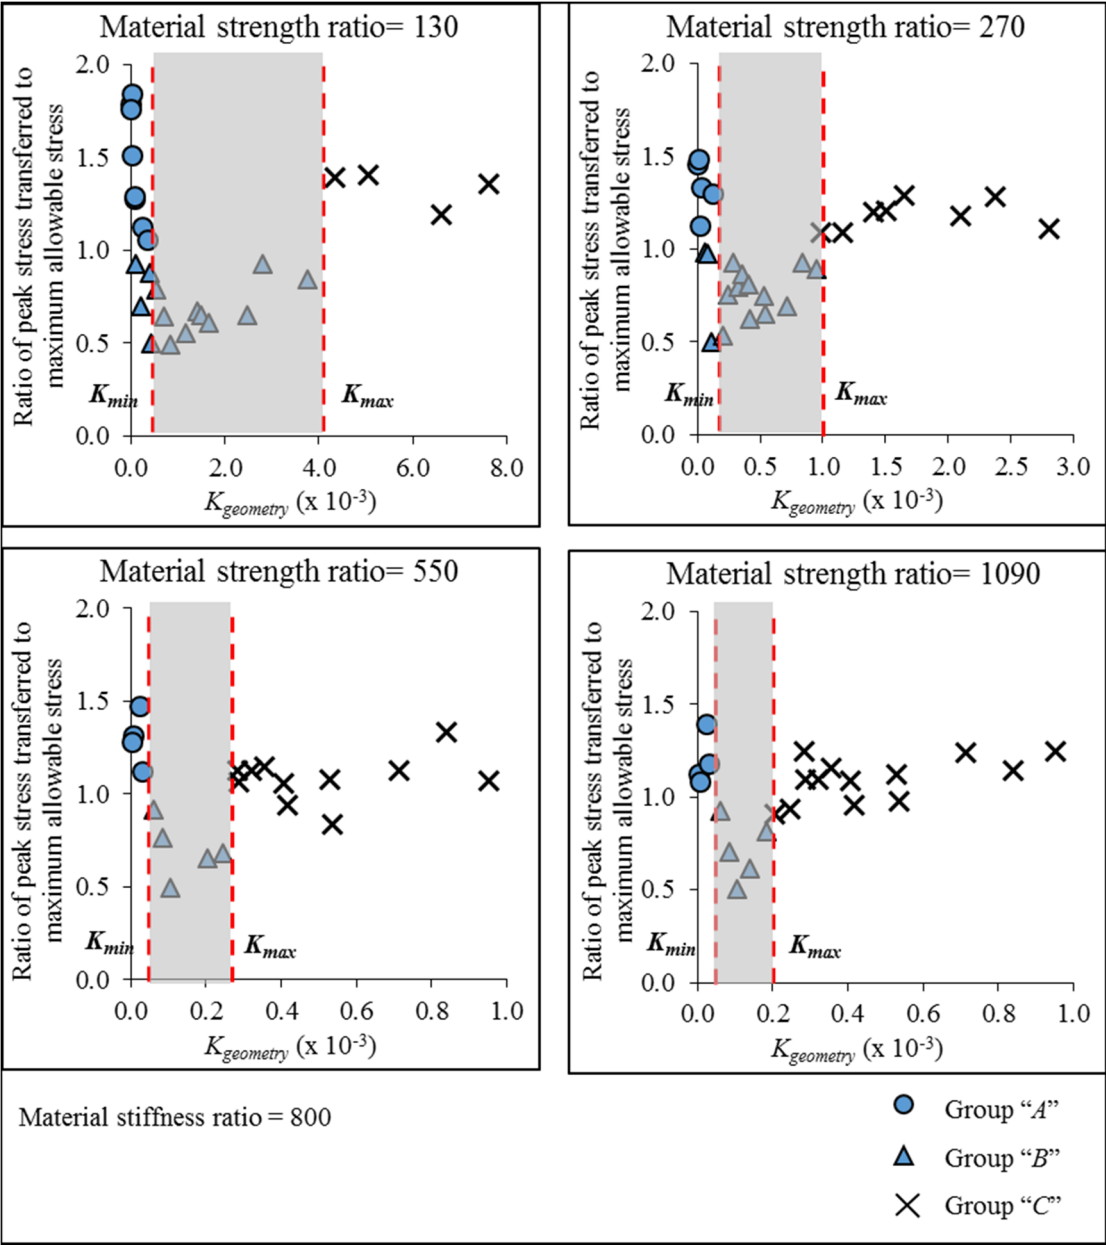 Material strength ratio= 130
Ratio of peak stress transferred to
maximum allowable stress
2.0
1.5
1.0
0.5
0.0
Kmin
Kmax
0.0 2.0 4.0 6.0 8.0
Kgeometry (x 10-3)
Material strength ratio= 270
Ratio of peak stress transferred to
maximum allowable stress
2.0
1.5
1.0
0.5
0.0
Kmin
Kmax
0.0 0.5 1.0 1.5 2.0 2.5 3.0
Kgeometry (x 10-3)
Material strength ratio= 550
Ratio of peak stress transferred to
maximum allowable stress
2.0
1.5
1.0
0.5
0.0
Kmin
Kmax
0.0 0.2 0.4 0.6 0.8 1.0
Kgeometry (x 10-3)
Material strength ratio= 1090
Ratio of peak stress transferred to
maximum allowable stress
2.0
1.5
1.0
0.5
0.0
Kmin
Kmax
0.0 0.2 0.4 0.6 0.8 1.0
Kgeometry (x 10-3)
Material stiffness ratio = 800
Group “A”
Group “B”
Group “C”